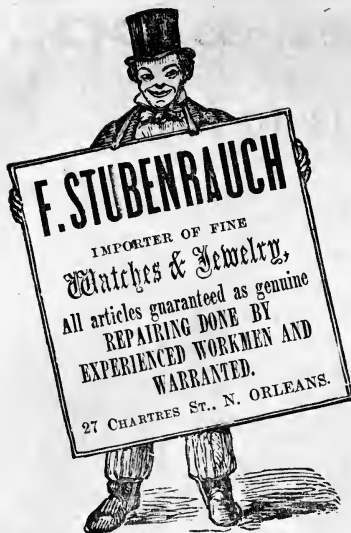 F. STUBENRAUCH
IMPORTER OF FINE
Watches & Jewelry,
All articles guaranteed as genuine
REPAIRING DONE BY
EXPERIENCED WORKMEN AND
WARRANTED.
27 CHARTRES ST., N. ORLEANS.